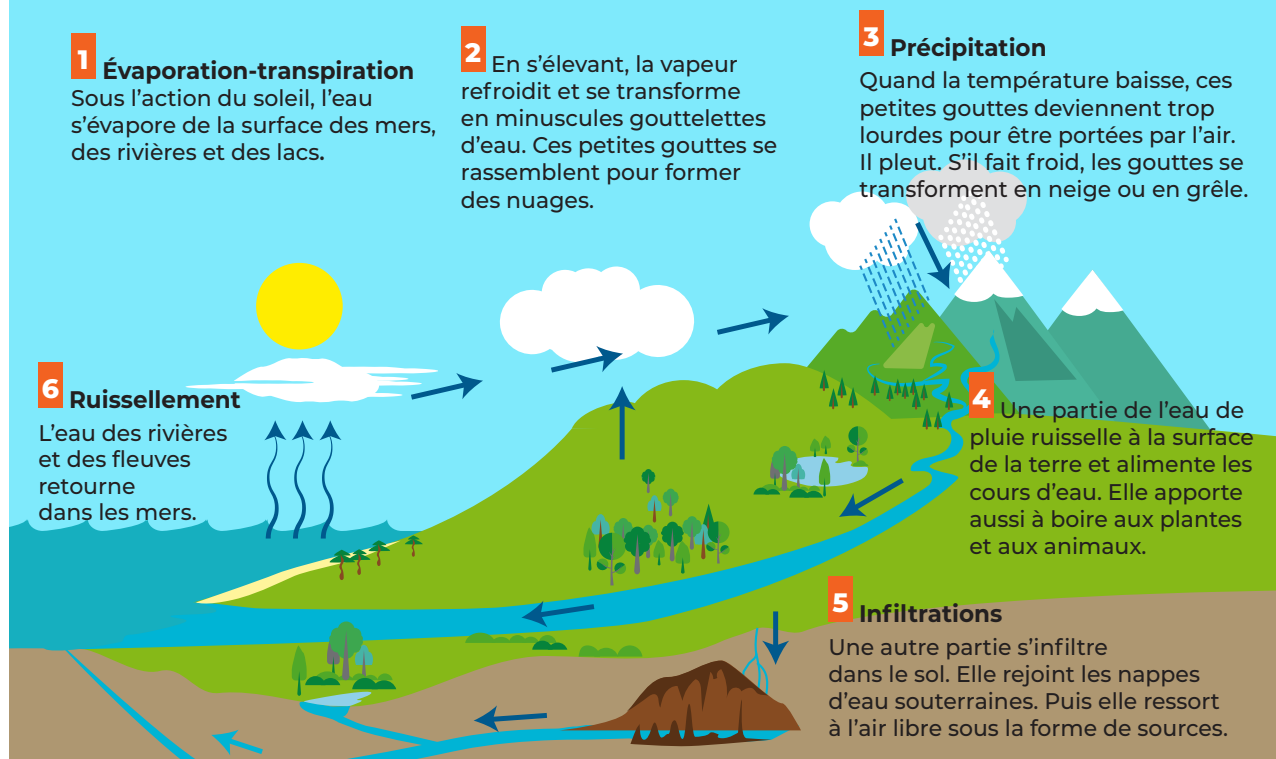 1 Évaporation-transpiration
Sous l’action du soleil, l’eau
s’évapore de la surface des mers,
des rivières et des lacs.
2 En s’élevant, la vapeur
refroidit et se transforme
en minuscules gouttelettes
d’eau. Ces petites gouttes se
rassemblent pour former
des nuages.
3 Précipitation
Quand la température baisse, ces
petites gouttes deviennent trop
lourdes pour être portées par l’air.
Il pleut. S’il fait froid, les gouttes se
transforment en neige ou en grêle.
4 Une partie de l’eau de
pluie ruisselle à la surface
de la terre et alimente les
cours d’eau. Elle apporte
aussi à boire aux plantes
et aux animaux.
5 Infiltrations
Une autre partie s’infiltre
dans le sol. Elle rejoint les nappes
d’eau souterraines. Puis elle ressort
à l’air libre sous la forme de sources.
6 Ruissellement
L’eau des rivières
et des fleuves
retourne
dans les mers.